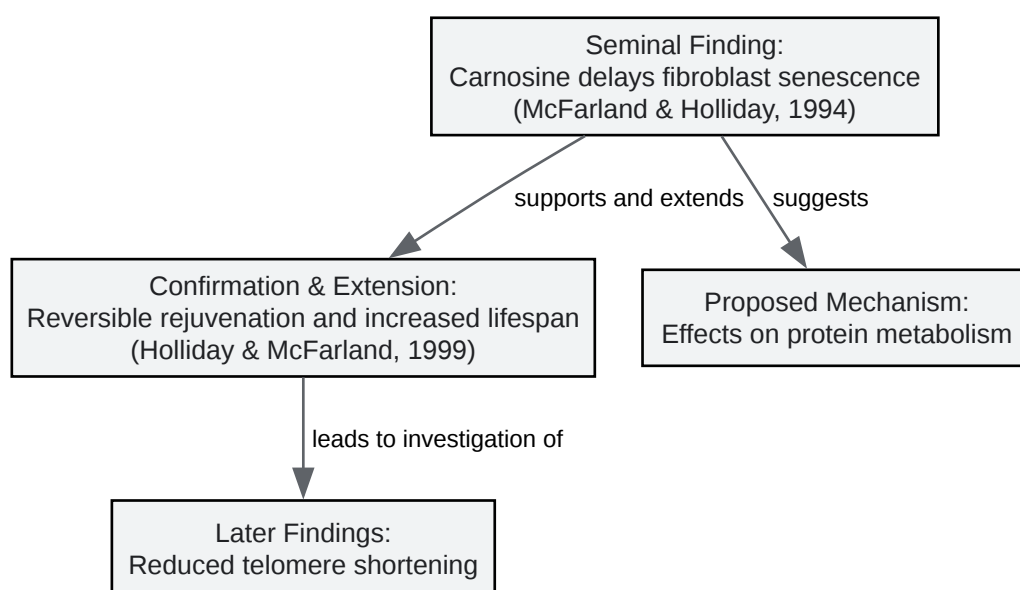 Seminal Finding:
Carnosine delays fibroblast senescence
(McFarland & Holliday, 1994)
supports and extends
suggests
Confirmation & Extension:
Reversible rejuvenation and increased lifespan
(Holliday & McFarland, 1999)
Proposed Mechanism:
Effects on protein metabolism
leads to investigation of
Later Findings:
Reduced telomere shortening